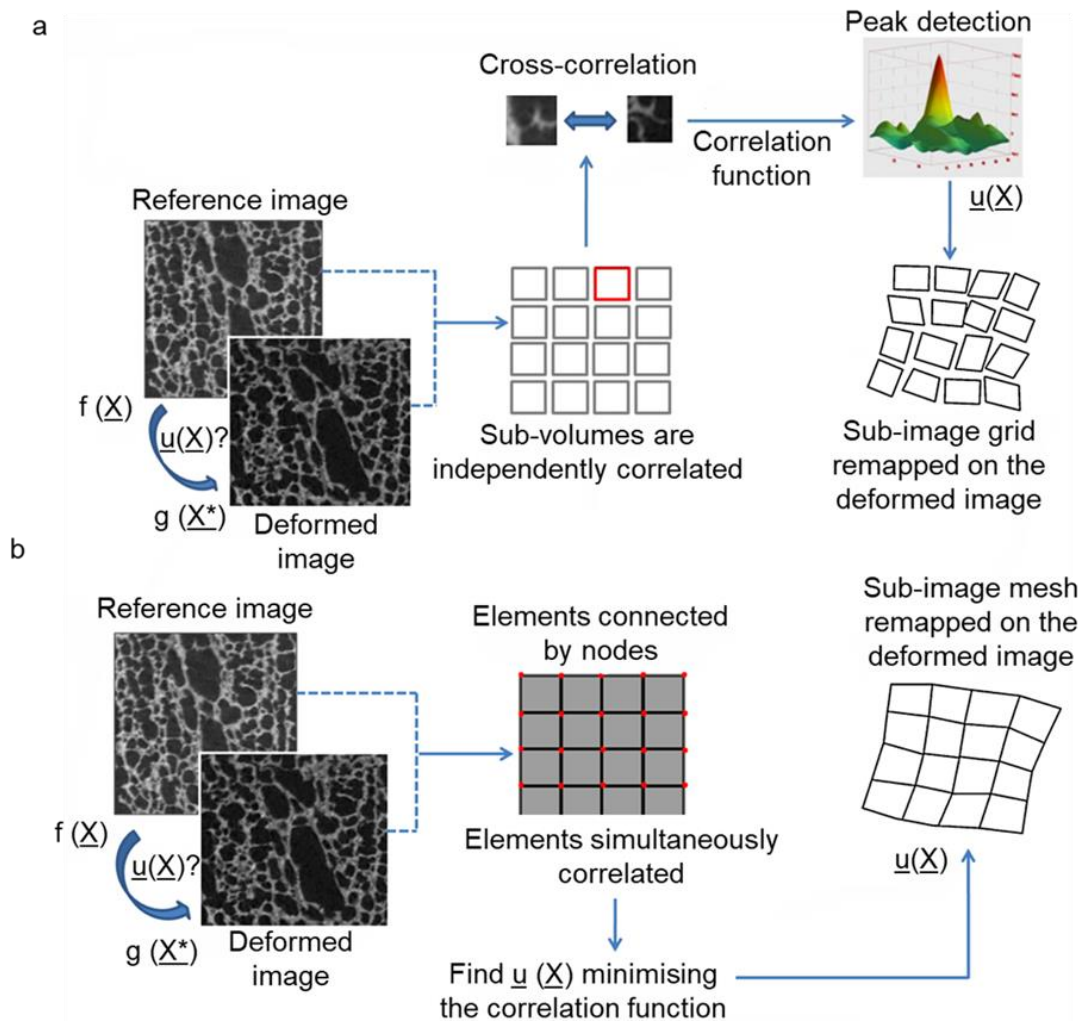 a
Peak detection
Cross-correlation
Correlation
function
u(X)
Reference image
f (X)
u(X)?
g (X*)
Deformed
image
Sub-volumes are
independently correlated
Sub-image grid
remapped on the
deformed image
b
Reference image
f (X)
u(X)?
g (X*)
Deformed
image
Elements connected
by nodes
Elements simultaneously
correlated
Find u (X) minimising
the correlation function
Sub-image mesh
remapped on the
deformed image
u(X)